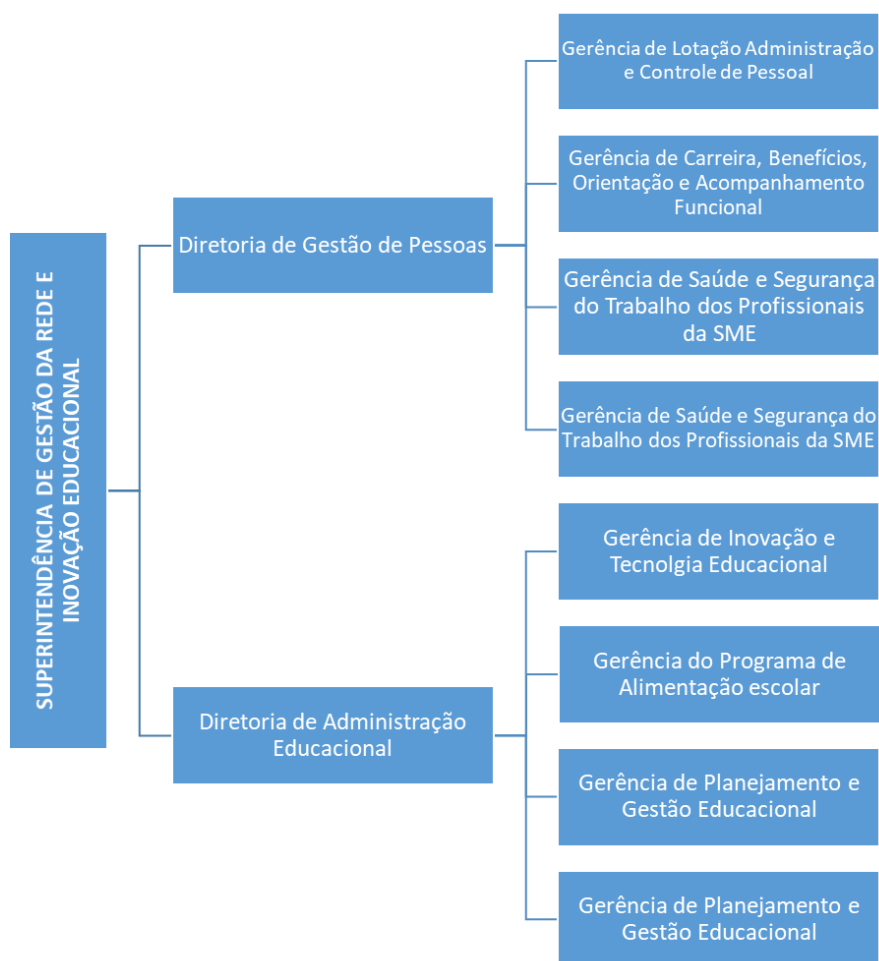 SUPERINTENDÊNCIA DE GESTÃO DA REDE E
INOVAÇÃO EDUCACIONAL
Diretoria de Gestão de Pessoas
Gerência de Lotação Administração
e Controle de Pessoal
Gerência de Carreira, Benefícios,
Orientação e Acompanhamento
Funcional
Gerência de Saúde e Segurança
do Trabalho dos Profissionais
da SME
Gerência de Saúde e Segurança do
Trabalho dos Profissionais da SME
Diretoria de Administração
Educacional
Gerência de Inovação e
Tecnolgia Educacional
Gerência do Programa de
Alimentação escolar
Gerência de Planejamento e
Gestão Educacional
Gerência de Planejamento e
Gestão Educacional